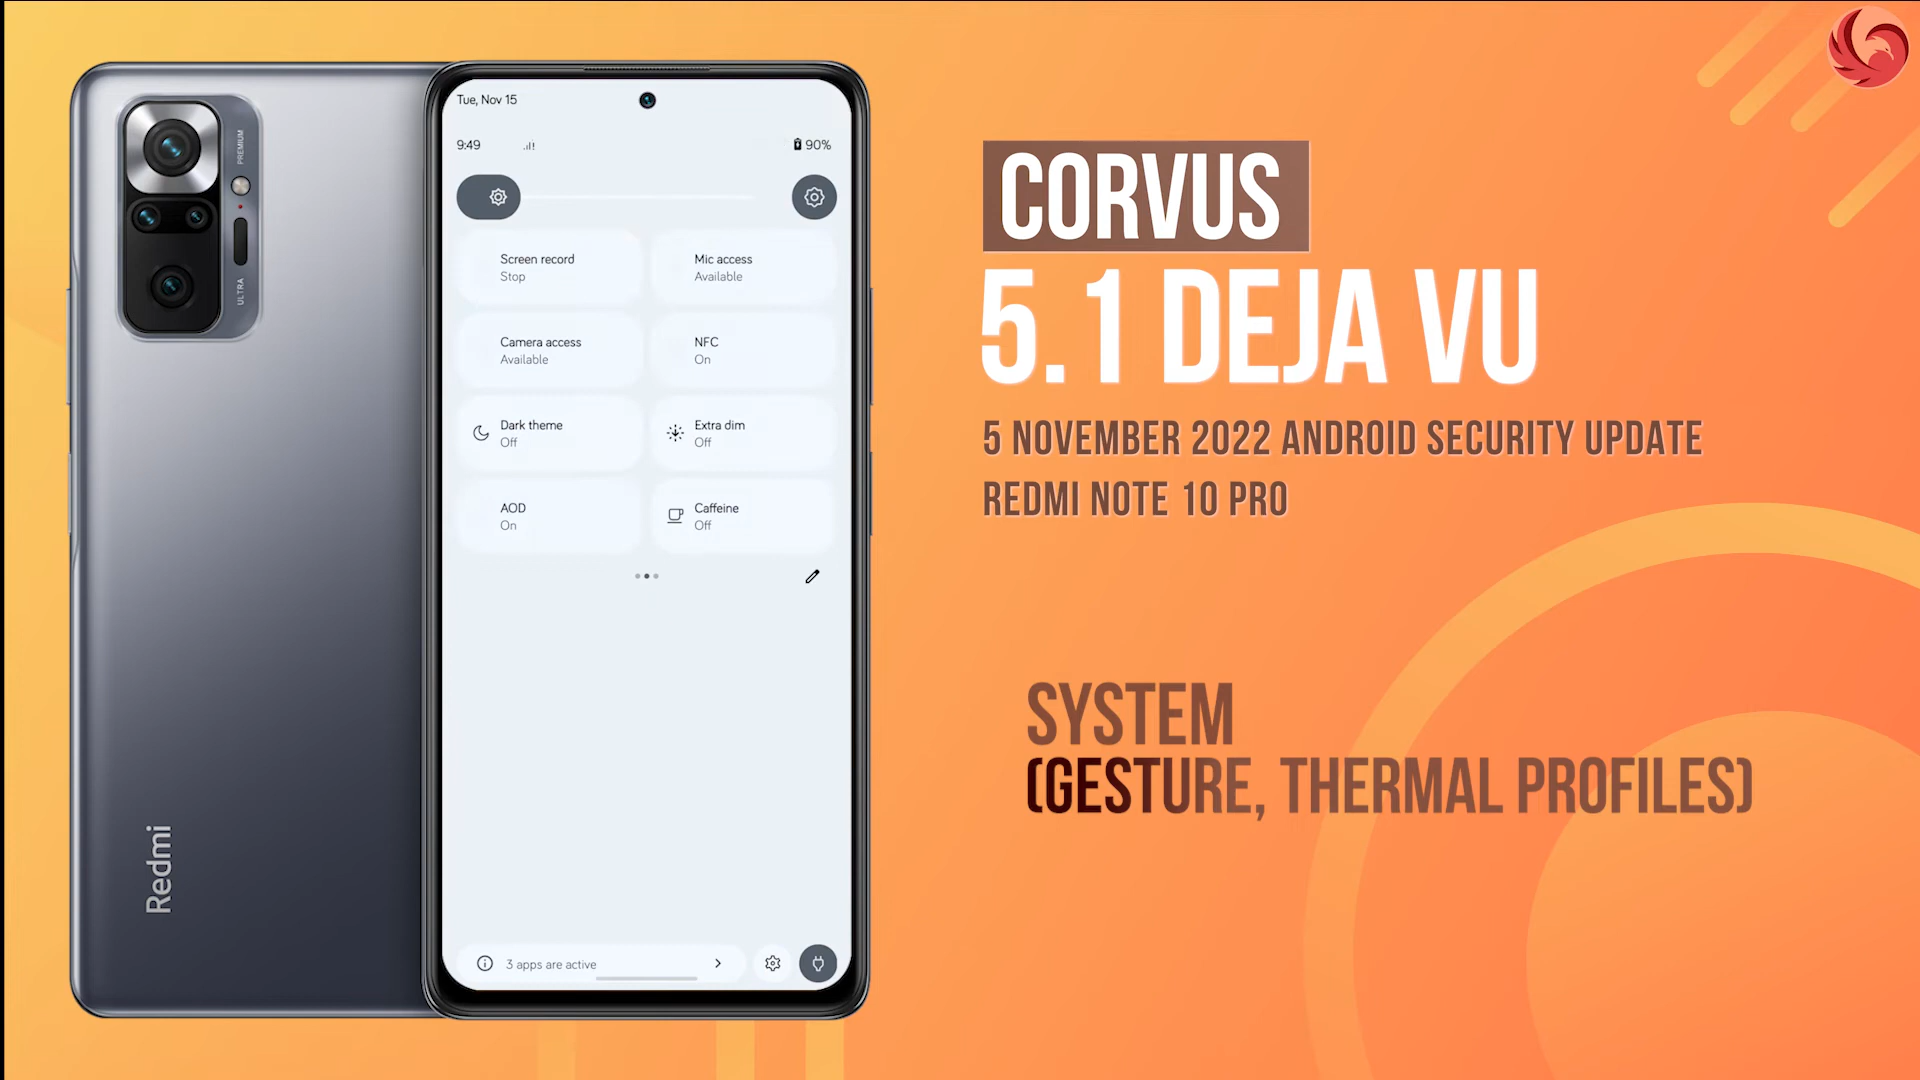 PREMIUM
ULTRA
Redmi
Tue, Nov 15
9:49
90%
Screen record
Stop
Mic access
Available
Camera access
Available
NFC
On
Dark theme
Off
Extra dim
Off
AOD
On
Caffeine
Off
3 apps are active
CORVUS
5.1 DEJA VU
5 NOVEMBER 2022 ANDROID SECURITY UPDATE
REDMI NOTE 10 PRO
SYSTEM
(GESTURE, THERMAL PROFILES)